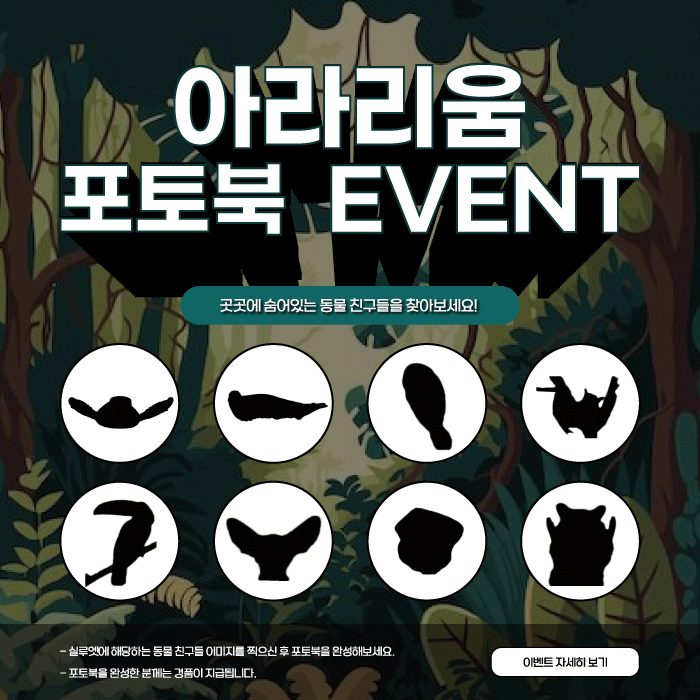 아라리움
포토북 EVENT
곳곳에 숨어있는 동물 친구들을 찾아보세요!
- 실루엣에 해당하는 동물 친구들 이미지를 찍으신 후 포토북을 완성해보세요.
- 포토북을 완성한 분께는 경품이 지급됩니다.
이벤트 자세히 보기